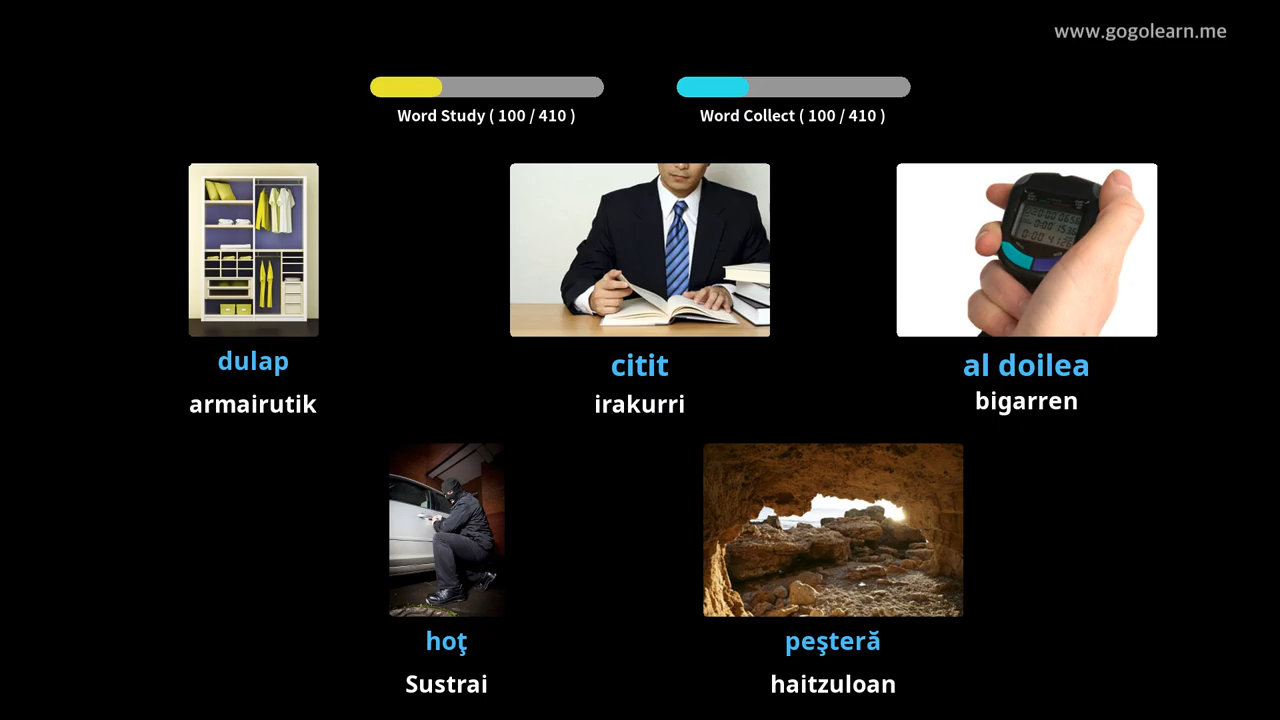 www.gogolearn.me
Word Study ( 100 / 410 )
Word Collect ( 100 / 410 )
dulap
armairutik
citit
irakurri
al doilea
bigarren
hoţ
Sustrai
peşteră
haitzuloan